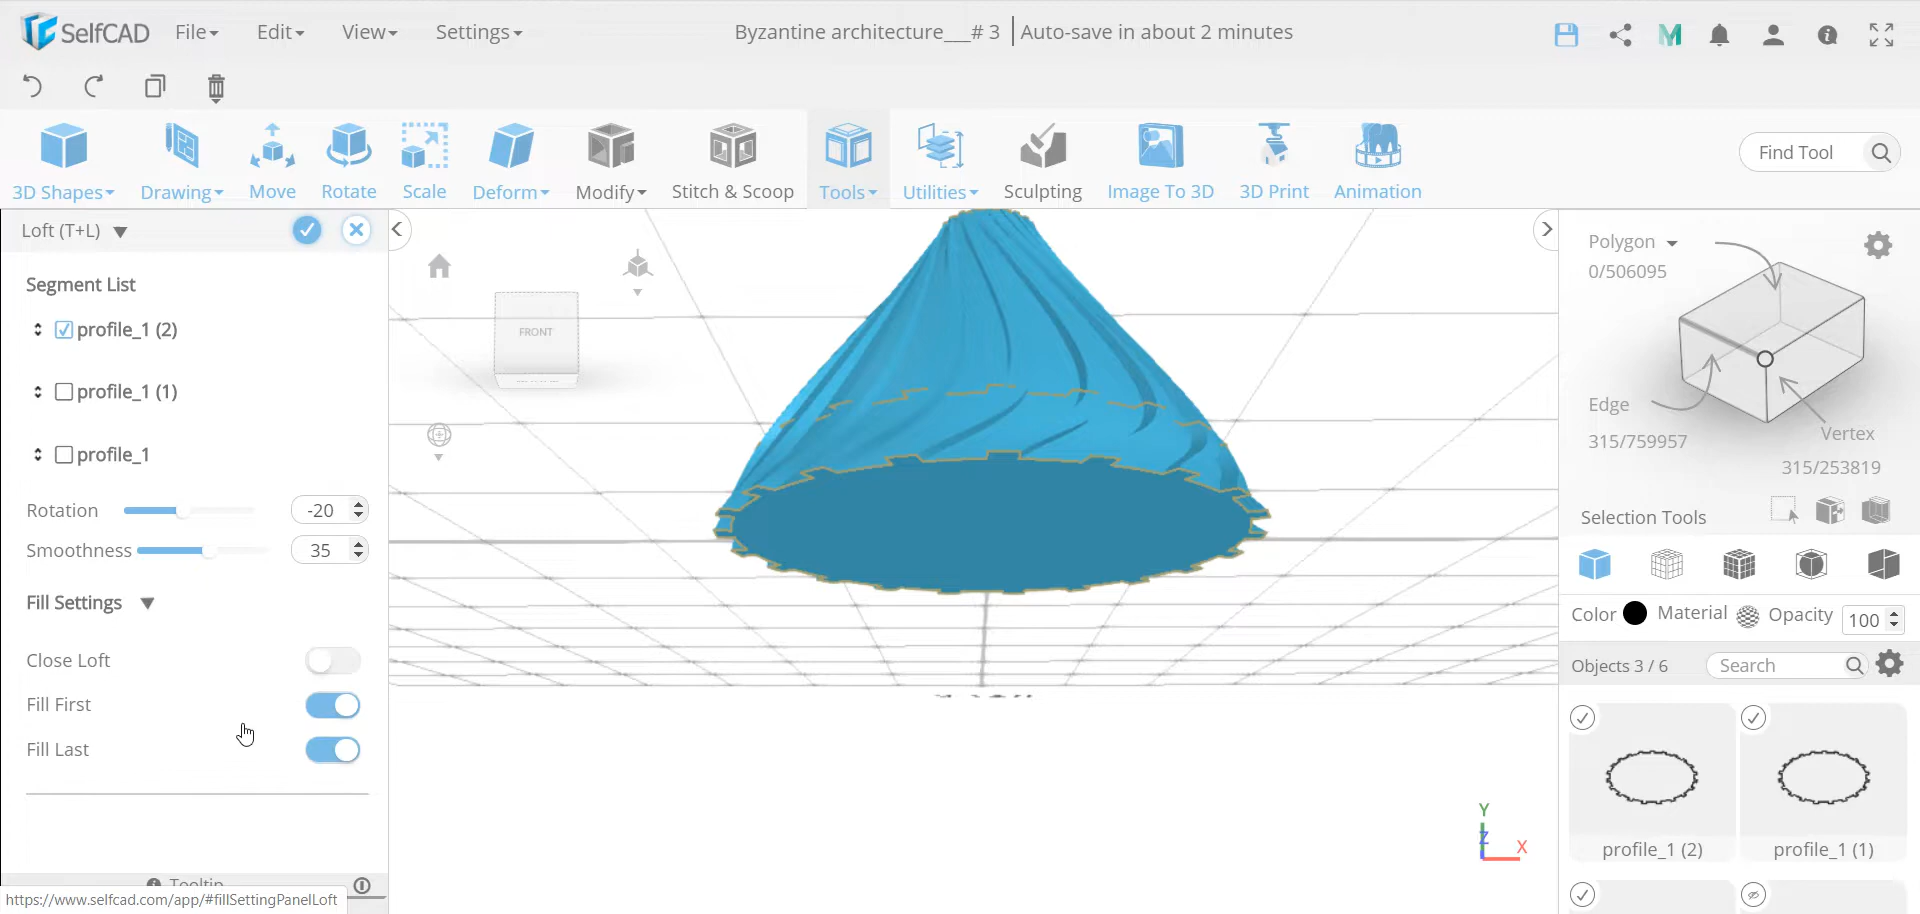 SelfCAD File Edit View Settings Byzantine architecture___# 3 Auto-save in about 2 minutes
3D Shapes Drawing Move Rotate Scale Deform Modify Stitch & Scoop Tools Utilities Sculpting Image To 3D 3D Print Animation Find Tool
Loft (T+L)
Segment List
profile_1 (2)
profile_1 (1)
profile_1
Rotation -20
Smoothness 35
Fill Settings
Close Loft
Fill First
Fill Last
Tooltip
https://www.selfcad.com/app/#fillSettingPanelLoft
FRONT
Y
Z
X
Polygon
0/506095
Edge
315/759957
Vertex
315/253819
Selection Tools
Color Material Opacity 100
Objects 3 / 6 Search
profile_1 (2) profile_1 (1)